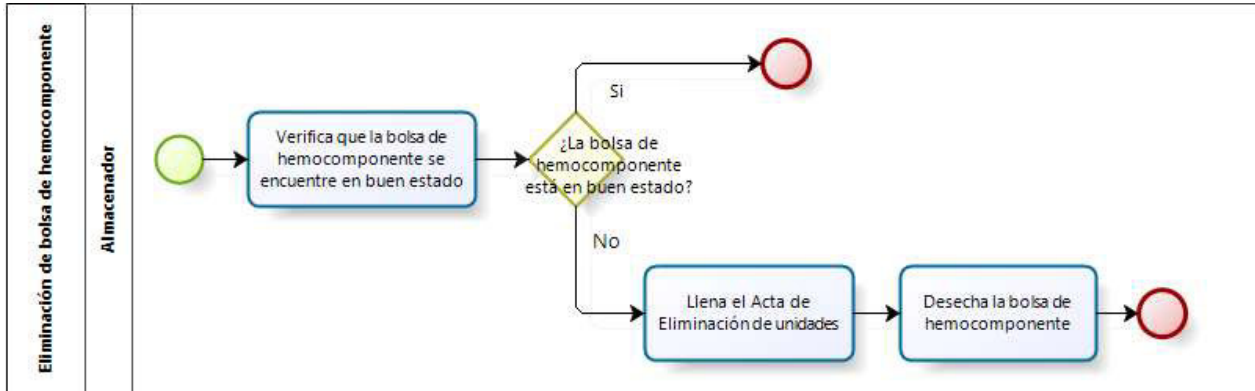 Eliminación de bolsa de hemocomponente
Almacenador
Verifica que la bolsa de
hemocomponente se
encuentre en buen estado
¿La bolsa de
hemocomponente
está en buen estado?
Si
No
Llena el Acta de
Eliminación de unidades
Desecha la bolsa de
hemocomponente